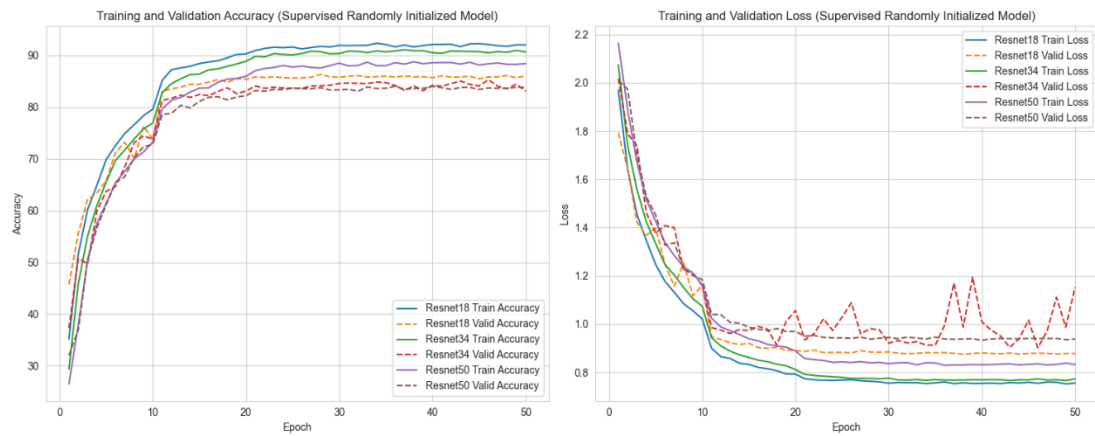 Training and Validation Accuracy (Supervised Randomly Initialized Model)
90
80
70
60
50
40
30
Accuracy
0
10
20
30
40
50
Epoch
Resnet18 Train Accuracy
Resnet18 Valid Accuracy
Resnet34 Train Accuracy
Resnet34 Valid Accuracy
Resnet50 Train Accuracy
Resnet50 Valid Accuracy
Training and Validation Loss (Supervised Randomly Initialized Model)
2.2
2.0
1.8
1.6
1.4
1.2
1.0
0.8
Loss
0
10
20
30
40
50
Epoch
Resnet18 Train Loss
Resnet18 Valid Loss
Resnet34 Train Loss
Resnet34 Valid Loss
Resnet50 Train Loss
Resnet50 Valid Loss